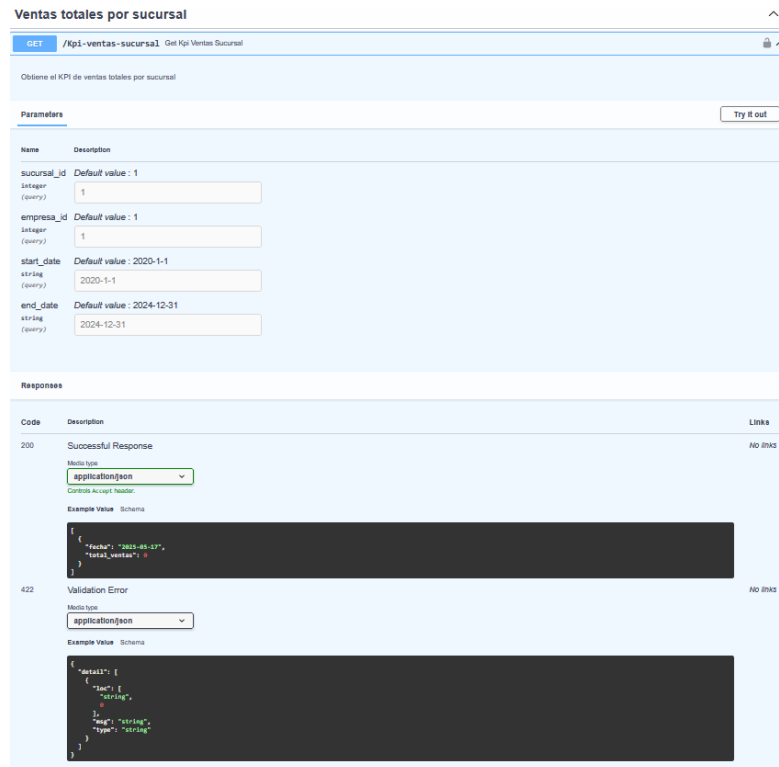 Ventas totales por sucursal
GET /Kpi-ventas-sucursal Get Kpi Ventas Sucursal
Obtiene el KPI de ventas totales por sucursal
Parameters
Try it out
Name Description
sucursal_id Default value : 1
integer
(query)
1
empresa_id Default value : 1
integer
(query)
1
start_date Default value : 2020-1-1
string
(query)
2020-1-1
end_date Default value : 2024-12-31
string
(query)
2024-12-31
Responses
Code Description Links
200 Successful Response No links
Media type
application/json
Controls Accept header.
Example Value Schema
[
{
"fecha": "2025-05-17",
"total_ventas": 0
}
]
422 Validation Error No links
Media type
application/json
Example Value Schema
{
"detail": [
{
"loc": [
"string",
0
],
"msg": "string",
"type": "string"
}
]
}